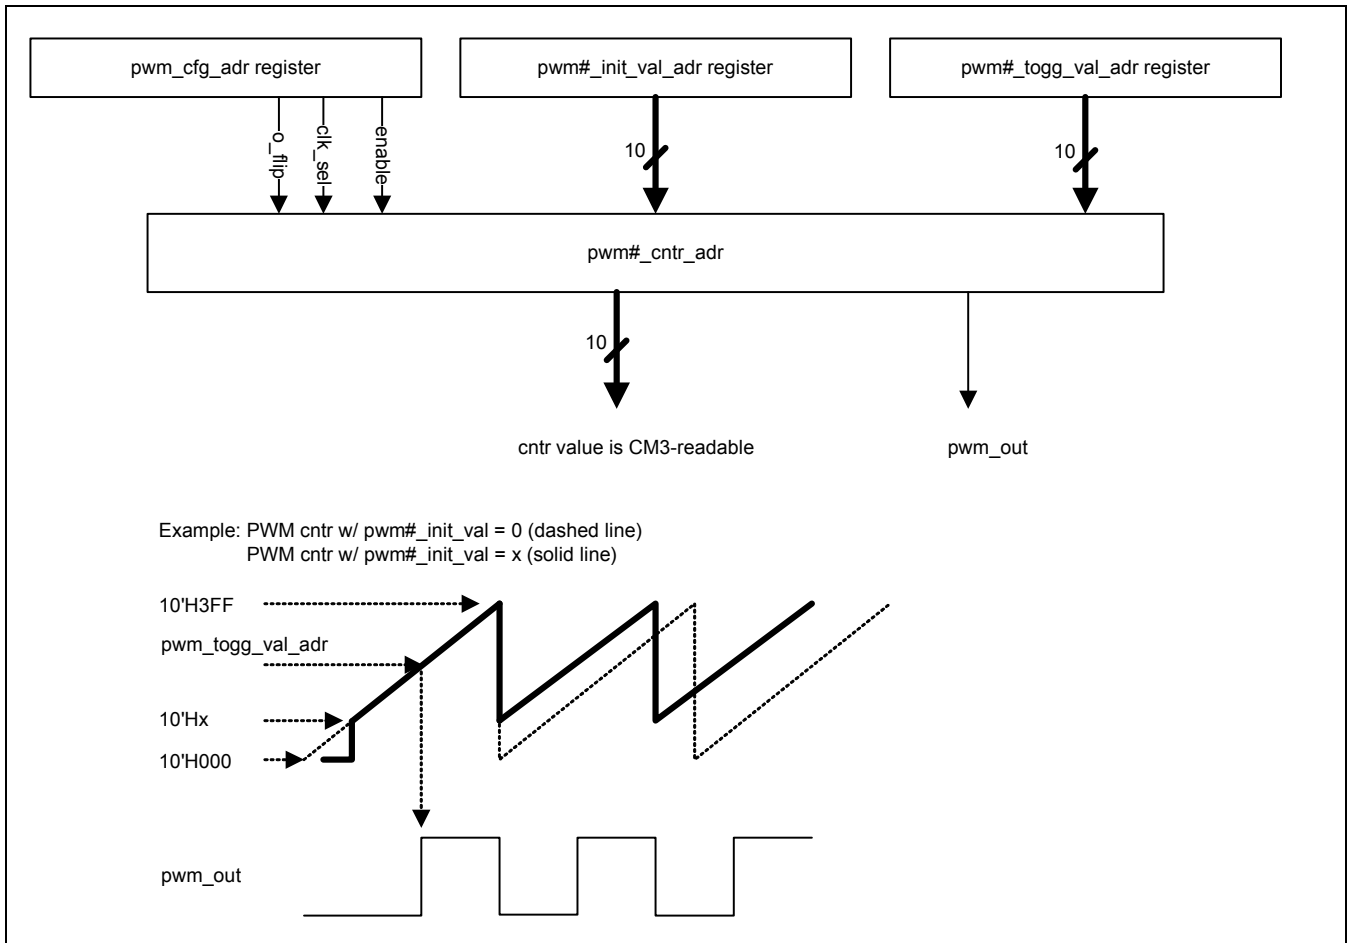 pwm_cfg_adr register
pwm#_init_val_adr register
pwm#_togg_val_adr register
o_flip
clk_sel
enable
10
10
pwm#_cntr_adr
10
cntr value is CM3-readable
pwm_out
Example: PWM cntr w/ pwm#_init_val = 0 (dashed line)
PWM cntr w/ pwm#_init_val = x (solid line)
10'H3FF
pwm_togg_val_adr
10'Hx
10'H000
pwm_out